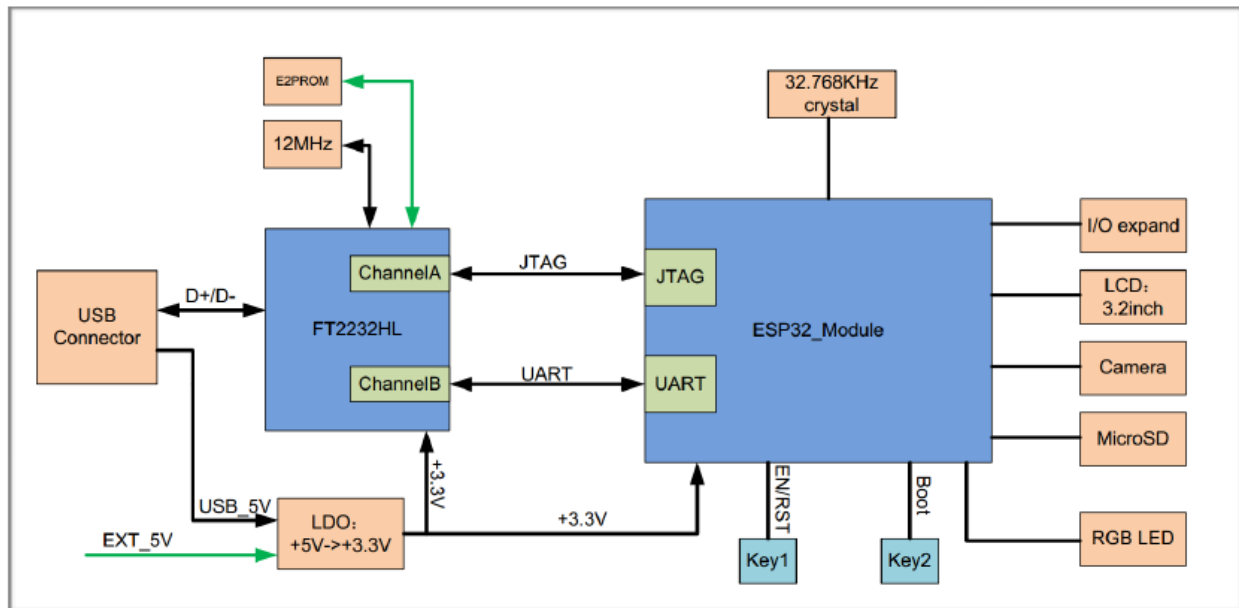 E2PROM
12MHz
32.768KHz
crystal
USB
Connector
D+/D-
FT2232HL
ChannelA
ChannelB
JTAG
UART
JTAG
UART
ESP32_Module
I/O expand
LCD：
3.2inch
Camera
MicroSD
RGB LED
USB_5V
EXT_5V
LDO：
+5V->+3.3V
+3.3V
+3.3V
EN/RST
Boot
Key1
Key2